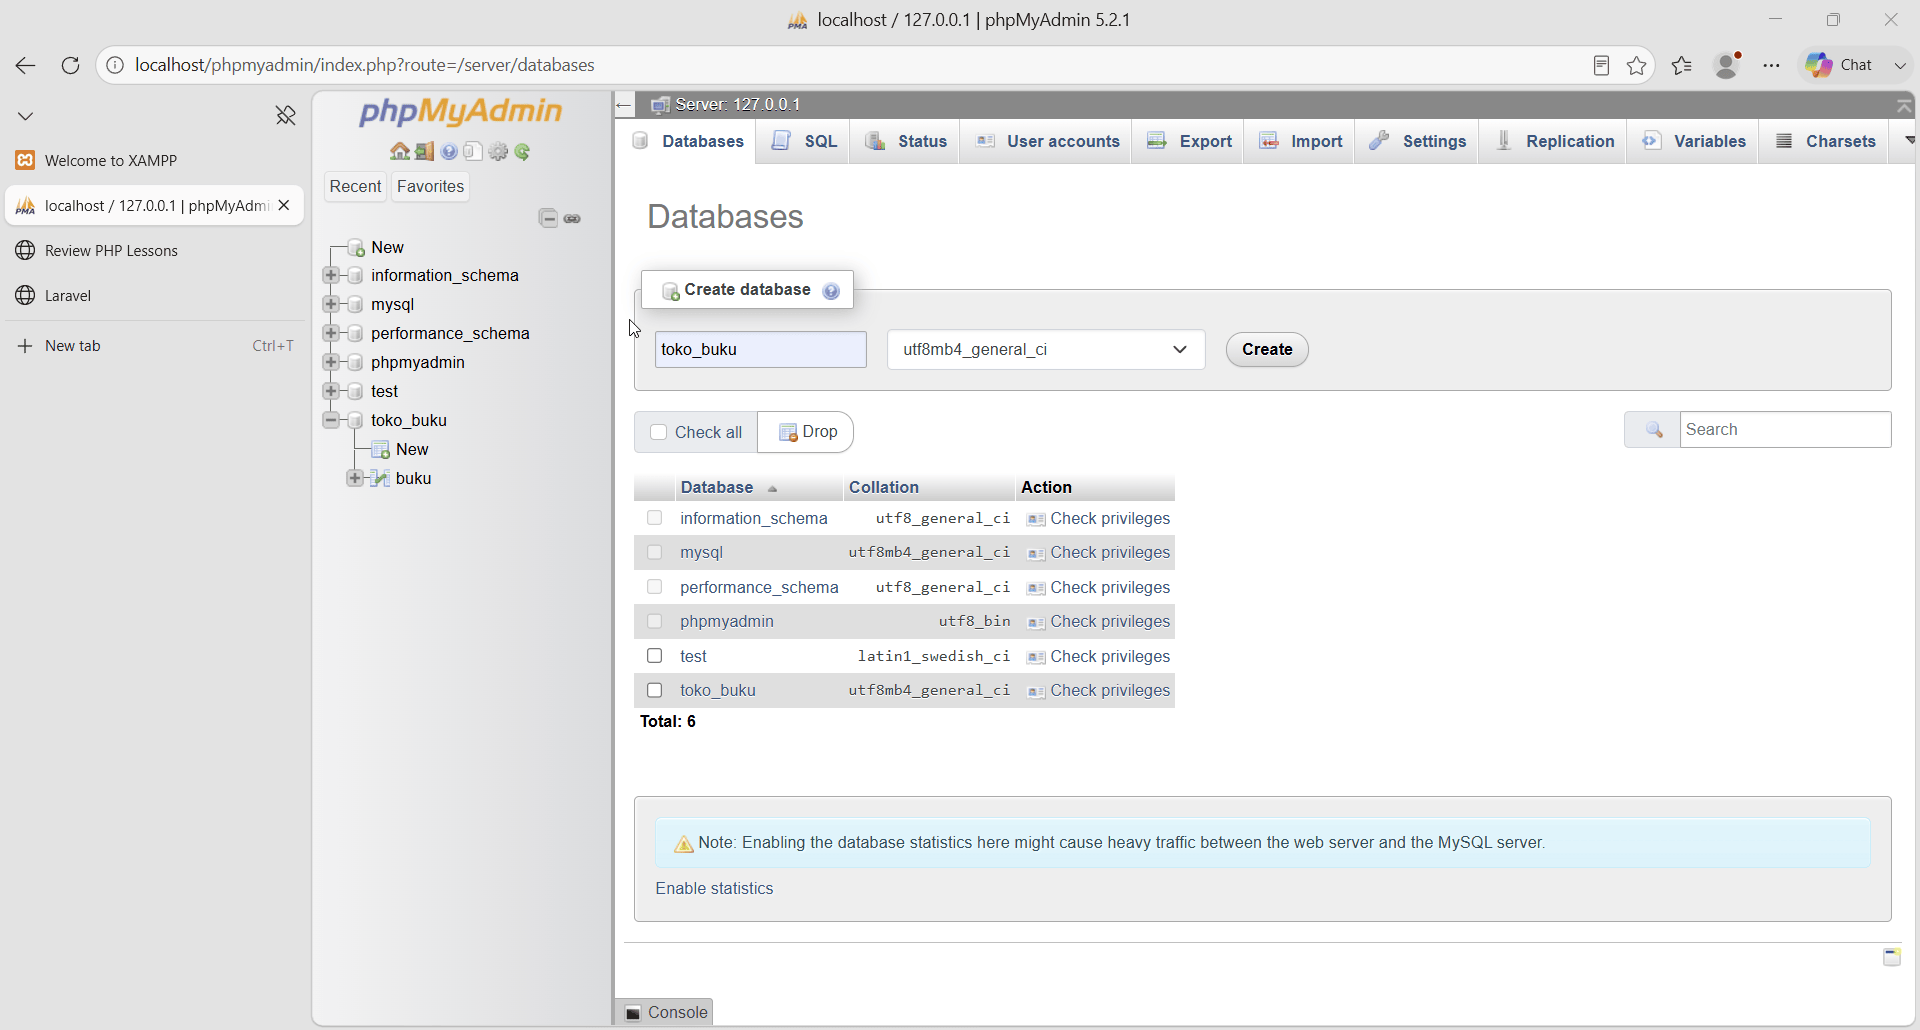 localhost / 127.0.0.1 | phpMyAdmin 5.2.1
localhost/phpmyadmin/index.php?route=/server/databases
Chat
Welcome to XAMPP
localhost / 127.0.0.1 | phpMyAdmi
Review PHP Lessons
Laravel
New tab Ctrl+T
phpMyAdmin
Recent Favorites
New
information_schema
mysql
performance_schema
phpmyadmin
test
toko_buku
New
buku
Server: 127.0.0.1
Databases SQL Status User accounts Export Import Settings Replication Variables Charsets
Databases
Create database
toko_buku utf8mb4_general_ci Create
Check all Drop Search
Database Collation Action
information_schema utf8_general_ci Check privileges
mysql utf8mb4_general_ci Check privileges
performance_schema utf8_general_ci Check privileges
phpmyadmin utf8_bin Check privileges
test latin1_swedish_ci Check privileges
toko_buku utf8mb4_general_ci Check privileges
Total: 6
Note: Enabling the database statistics here might cause heavy traffic between the web server and the MySQL server.
Enable statistics
Console